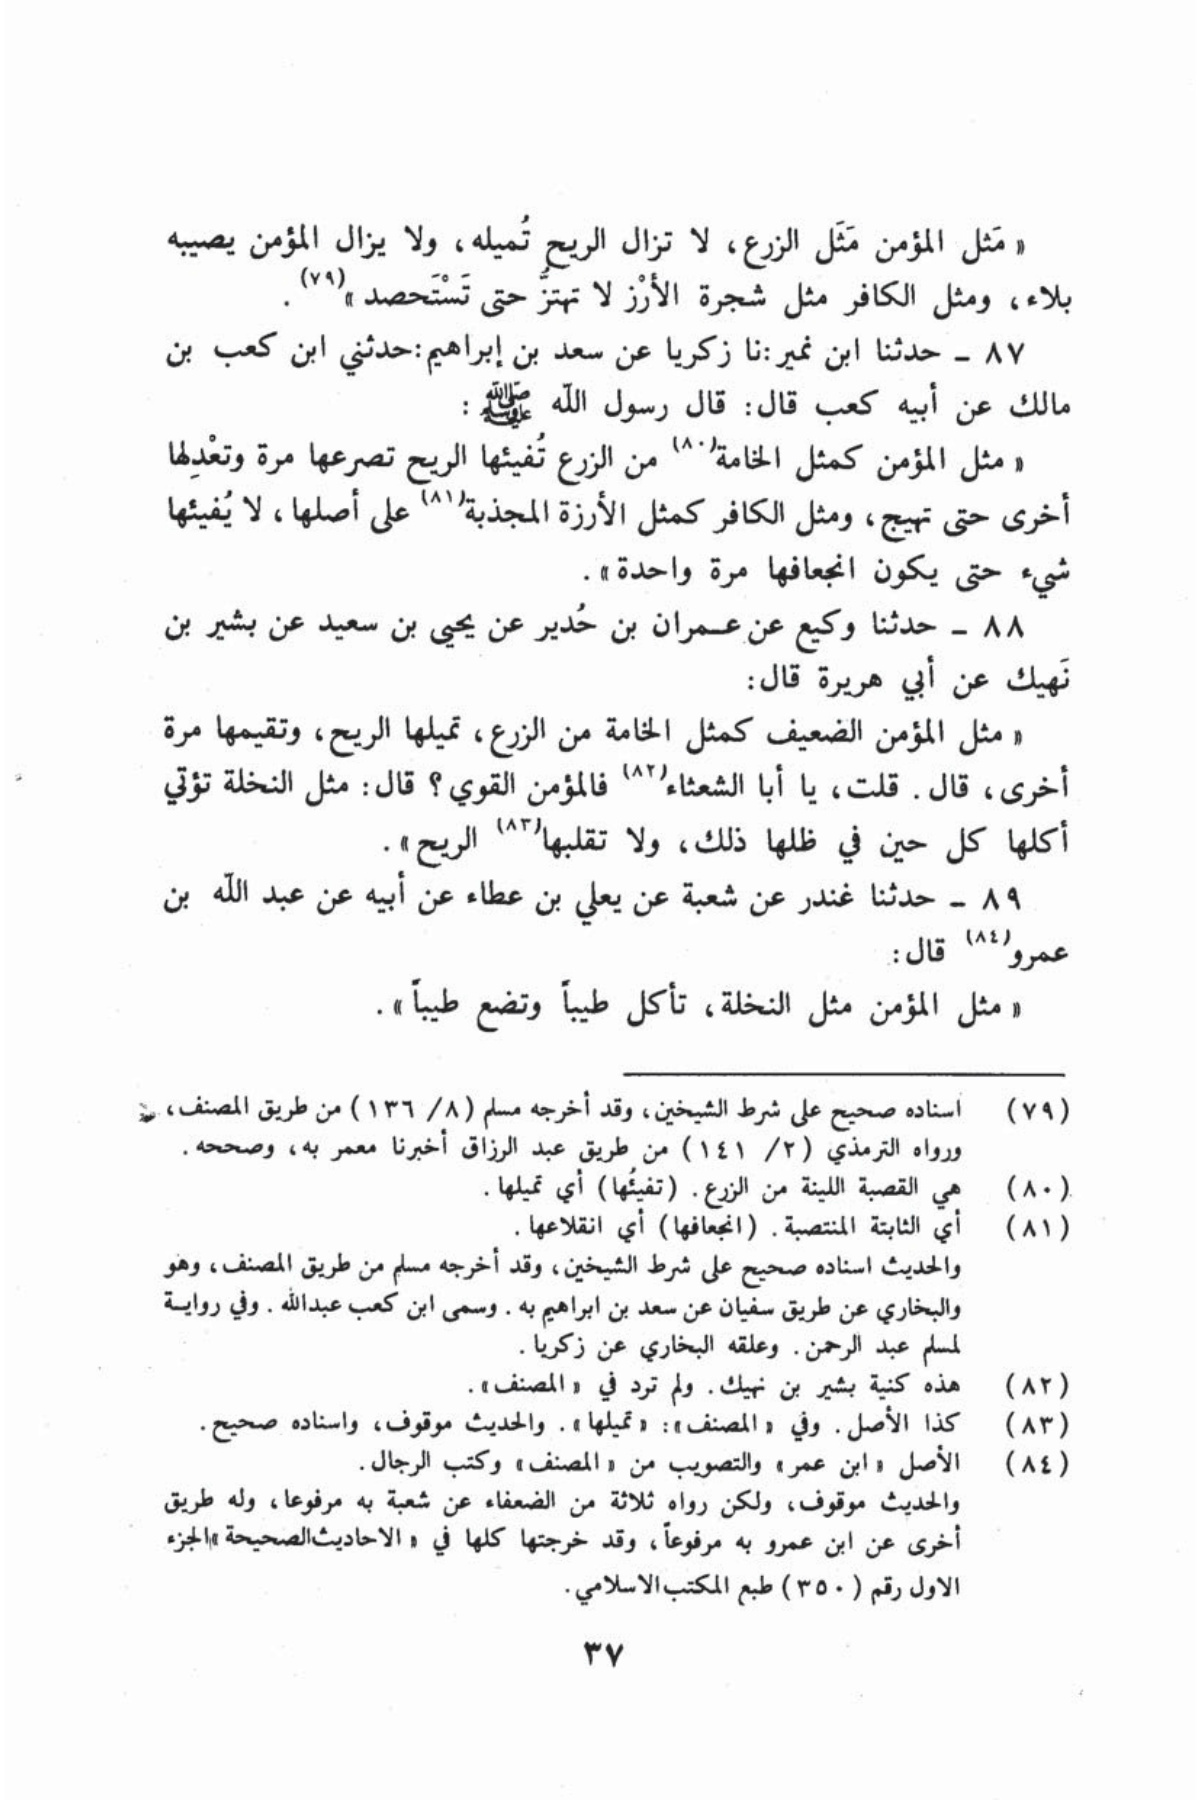 « مَثل المؤمن مَثَل الزرع، لا تزال الريح تُميله، ولا يزال المؤمن يصيبه
بلاء، ومثل الكافر مثل شجرة الأرْز لا تهتزُّ حتى تَسْتَحصد »(٧٩) .
٨٧ ـ حدثنا ابن نمير:نا زكريا عن سعد بن إبراهيم:حدثني ابن كعب بن
مالك عن أبيه كعب قال: قال رسول الله ﷺ :
« مثل المؤمن كمثل الخامة(٨٠) من الزرع تُفيئها الريح تصرعها مرة وتعْدِلها
أخرى حتى تهيج، ومثل الكافر كمثل الأرزة المجذبة(٨١) على أصلها، لا يُفيئها
شيء حتى يكون انجعافها مرة واحدة» .
٨٨ ـ حدثنا وكيع عن عـمران بن حُدير عن يحيى بن سعيد عن بشير بن
نَهيك عن أبي هريرة قال:
« مثل المؤمن الضعيف كمثل الخامة من الزرع، تميلها الريح، وتقيمها مرة
أخرى، قال. قلت، يا أبا الشعثاء(٨٢) فالمؤمن القوي؟ قال: مثل النخلة تؤتي
أكلها كل حين في ظلها ذلك، ولا تقلبها(٨٣) الريح» .
٨٩ ـ حدثنا غندر عن شعبة عن يعلي بن عطاء عن أبيه عن عبد الله بن
عمرو(٨٤) قال:
« مثل المؤمن مثل النخلة، تأكل طيباً وتضع طيباً» .
(٧٩) اسناده صحيح على شرط الشيخين، وقد أخرجه مسلم (٨/ ١٣٦) من طريق المصنف،
ورواه الترمذي (٢/ ١٤١) من طريق عبد الرزاق أخبرنا معمر به، وصححه.
(٨٠) هي القصبة اللينة من الزرع. (تفيئُها) أي تميلها.
(٨١) أي الثابتة المنتصبة. (انجعافها) أي انقلاعها.
والحديث اسناده صحيح على شرط الشيخين، وقد أخرجه مسلم من طريق المصنف، وهو
والبخاري عن طريق سفيان عن سعد بن ابراهيم به. وسمى ابن كعب عبدالله. وفي روايـة
لمسلم عبد الرحمن. وعلقه البخاري عن زكريا.
(٨٢) هذه كنية بشير بن نهيك. ولم ترد في «المصنف».
(٨٣) كذا الأصل. وفي «المصنف»: «تميلها». والحديث موقوف، واسناده صحيح.
(٨٤) الأصل «ابن عمر» والتصويب من «المصنف» وكتب الرجال.
والحديث موقوف، ولكن رواه ثلاثة من الضعفاء عن شعبة به مرفوعا، وله طريق
أخرى عن ابن عمرو به مرفوعاً، وقد خرجتها كلها في «الاحاديث الصحيحة»الجزء
الاول رقم (٣٥٠) طبع المكتب الاسلامي.
٣٧